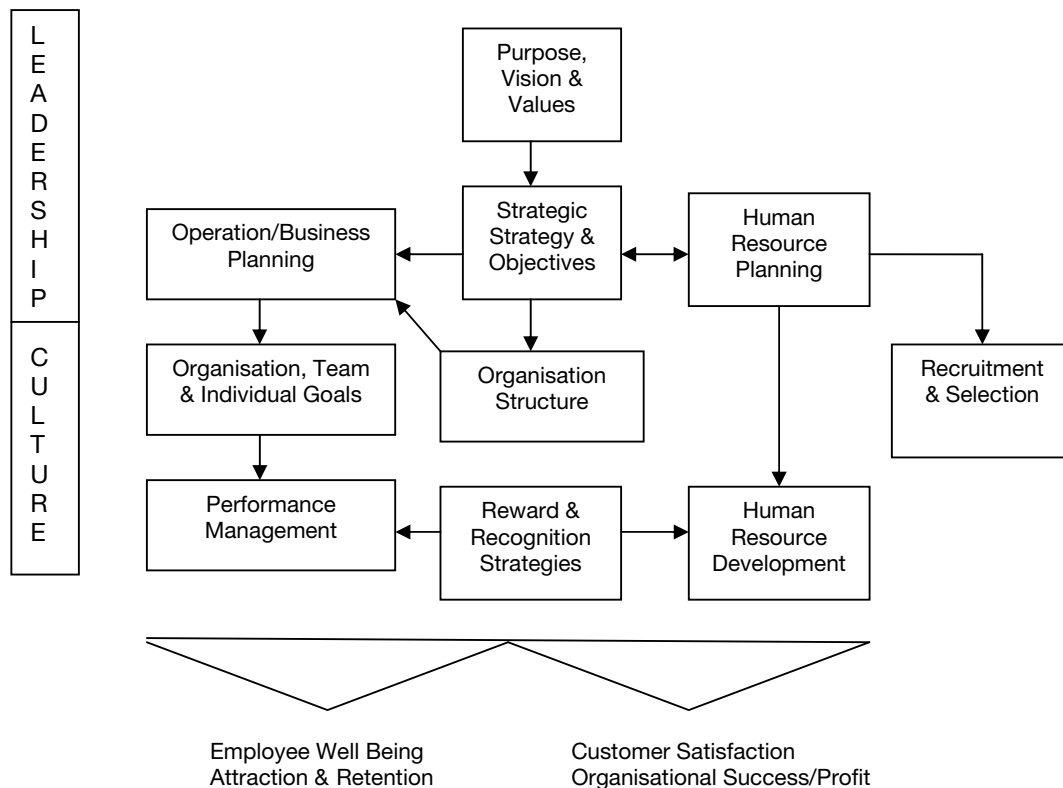 LEADERSHIP
CULTURE
Purpose,
Vision &
Values
Operation/Business
Planning
Strategic
Strategy &
Objectives
Human
Resource
Planning
Organisation, Team
& Individual Goals
Organisation
Structure
Recruitment
& Selection
Performance
Management
Reward &
Recognition
Strategies
Human
Resource
Development
Employee Well Being
Attraction & Retention
Customer Satisfaction
Organisational Success/Profit